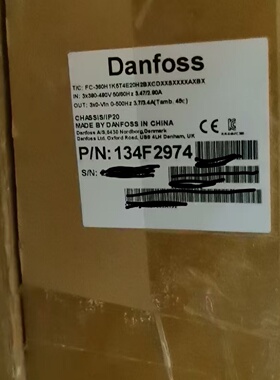 Danfoss
T/C: FC-360H1K5T4E20H2BXCDXXSXXXXAXBX
IN: 3x380-480V 50/60Hz 3.47/2.90A
OUT: 3x0-Vin 0-500Hz 3.7/3.4A(Tamb. 45c)
CHASSIS/IP20
MADE BY DANFOSS IN CHINA
Danfoss A/S,6430 Nordborg,Denmark
Danfoss Ltd. Oxford Road, UB9 4LH Denham, UK
P/N: 134F2974
S/N:
CE